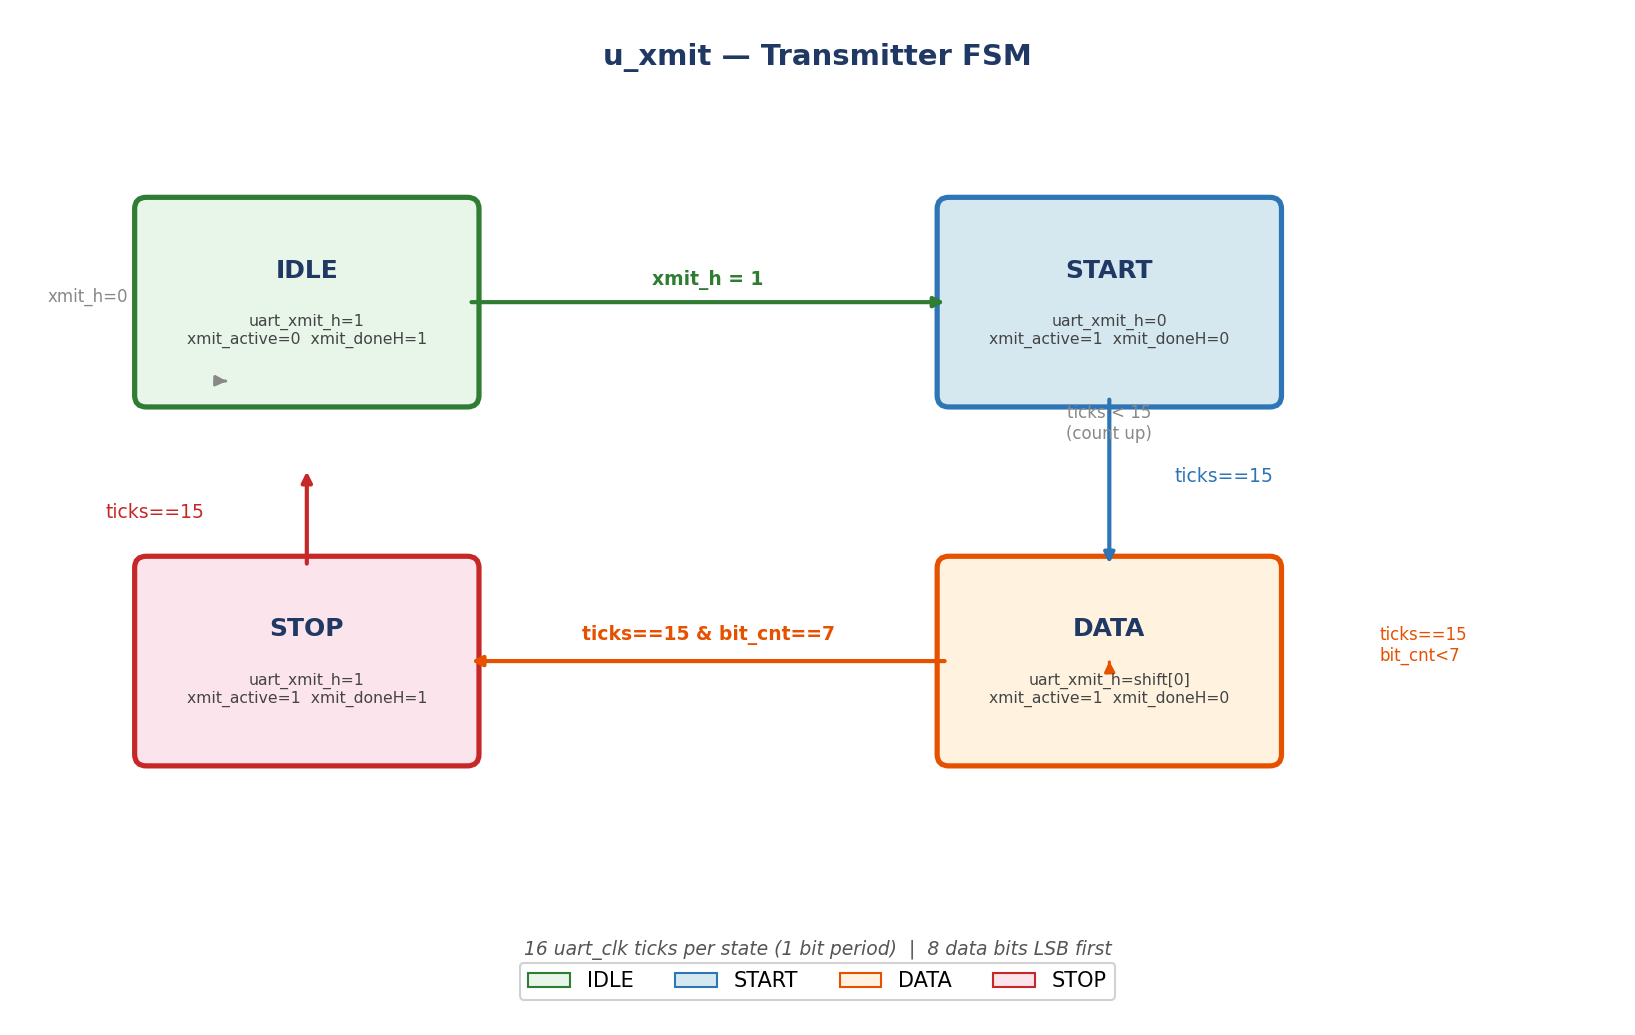 u_xmit — Transmitter FSM
IDLE
uart_xmit_h=1
xmit_active=0  xmit_doneH=1
xmit_h=0
xmit_h = 1
START
uart_xmit_h=0
xmit_active=1  xmit_doneH=0
ticks < 15
(count up)
ticks==15
ticks==15
STOP
uart_xmit_h=1
xmit_active=1  xmit_doneH=1
ticks==15 & bit_cnt==7
DATA
uart_xmit_h=shift[0]
xmit_active=1  xmit_doneH=0
ticks==15
bit_cnt<7
16 uart_clk ticks per state (1 bit period)  |  8 data bits LSB first
IDLE
START
DATA
STOP